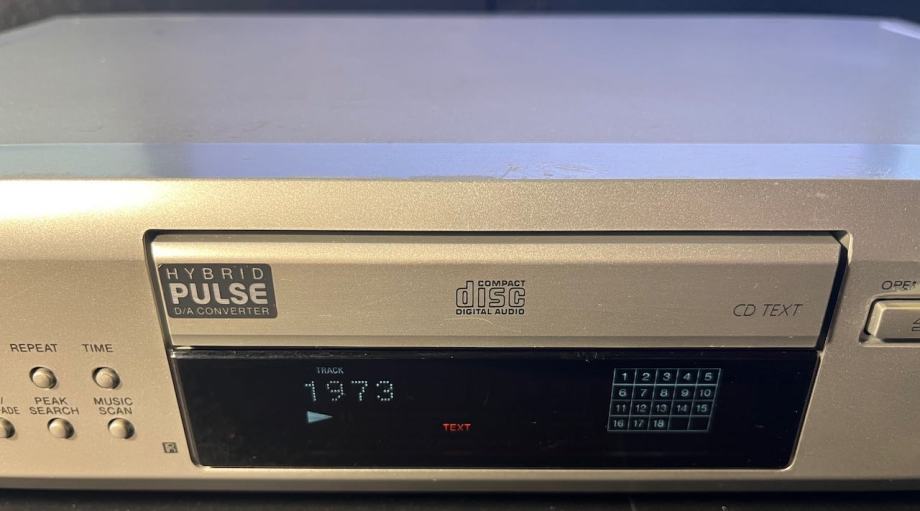 HYBRID
PULSE
D/A CONVERTER
COMPACT
disc
DIGITAL AUDIO
CD TEXT
REPEAT TIME
PEAK
SEARCH
MUSIC
SCAN
TRACK
1973
TEXT
1 2 3 4 5
6 7 8 9 10
11 12 13 14 15
16 17 18